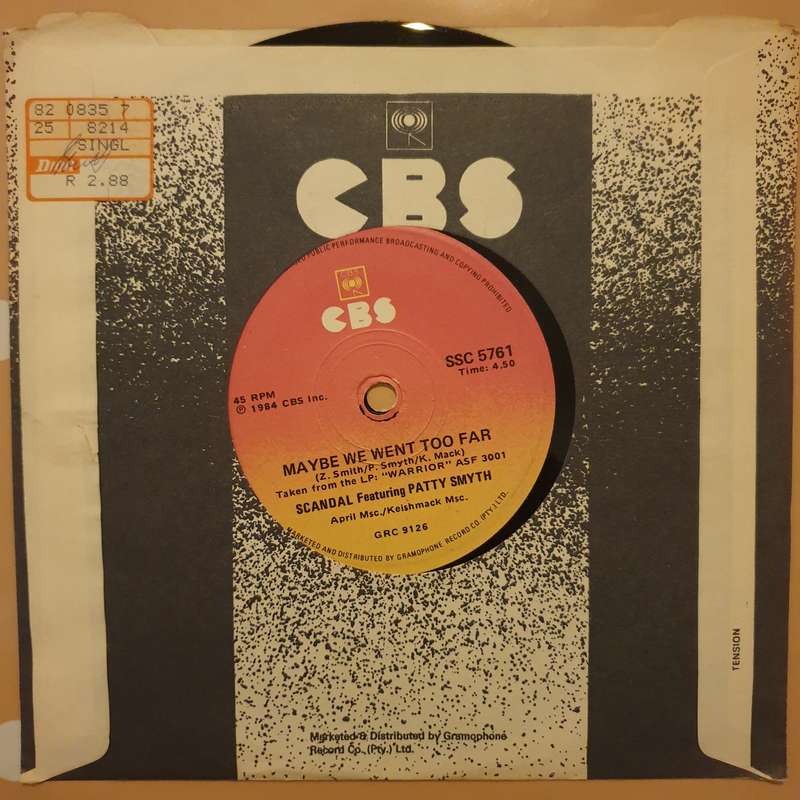 82 0835 7
25 8214
SINGL
R 2.88
CBS
PUBLIC PERFORMANCE BROADCASTING AND COPYING PROHIBITED
CBS
CBS
SSC 5761
Time: 4.50
45 RPM
℗ 1984 CBS Inc.
MAYBE WE WENT TOO FAR
(Z. Smith/P. Smyth/K. Mack)
Taken from the LP: "WARRIOR" ASF 3001
SCANDAL Featuring PATTY SMYTH
April Msc./Keishmack Msc.
GRC 9126
MARKETED AND DISTRIBUTED BY GRAMOPHONE RECORD CO. (PTY.) LTD.
TENSION
Marketed & Distributed by Gramophone
Record Co. (Pty.) Ltd.